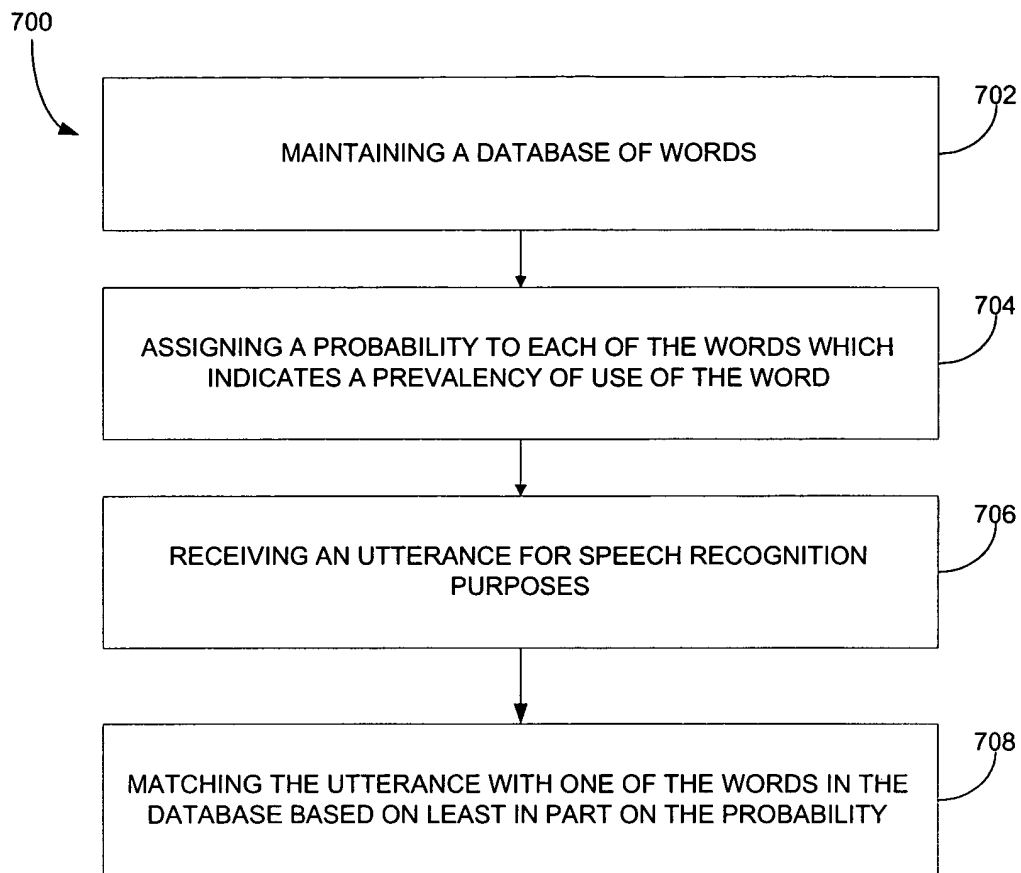 700
702
MAINTAINING A DATABASE OF WORDS
704
ASSIGNING A PROBABILITY TO EACH OF THE WORDS WHICH
INDICATES A PREVALENCY OF USE OF THE WORD
706
RECEIVING AN UTTERANCE FOR SPEECH RECOGNITION
PURPOSES
708
MATCHING THE UTTERANCE WITH ONE OF THE WORDS IN THE
DATABASE BASED ON LEAST IN PART ON THE PROBABILITY